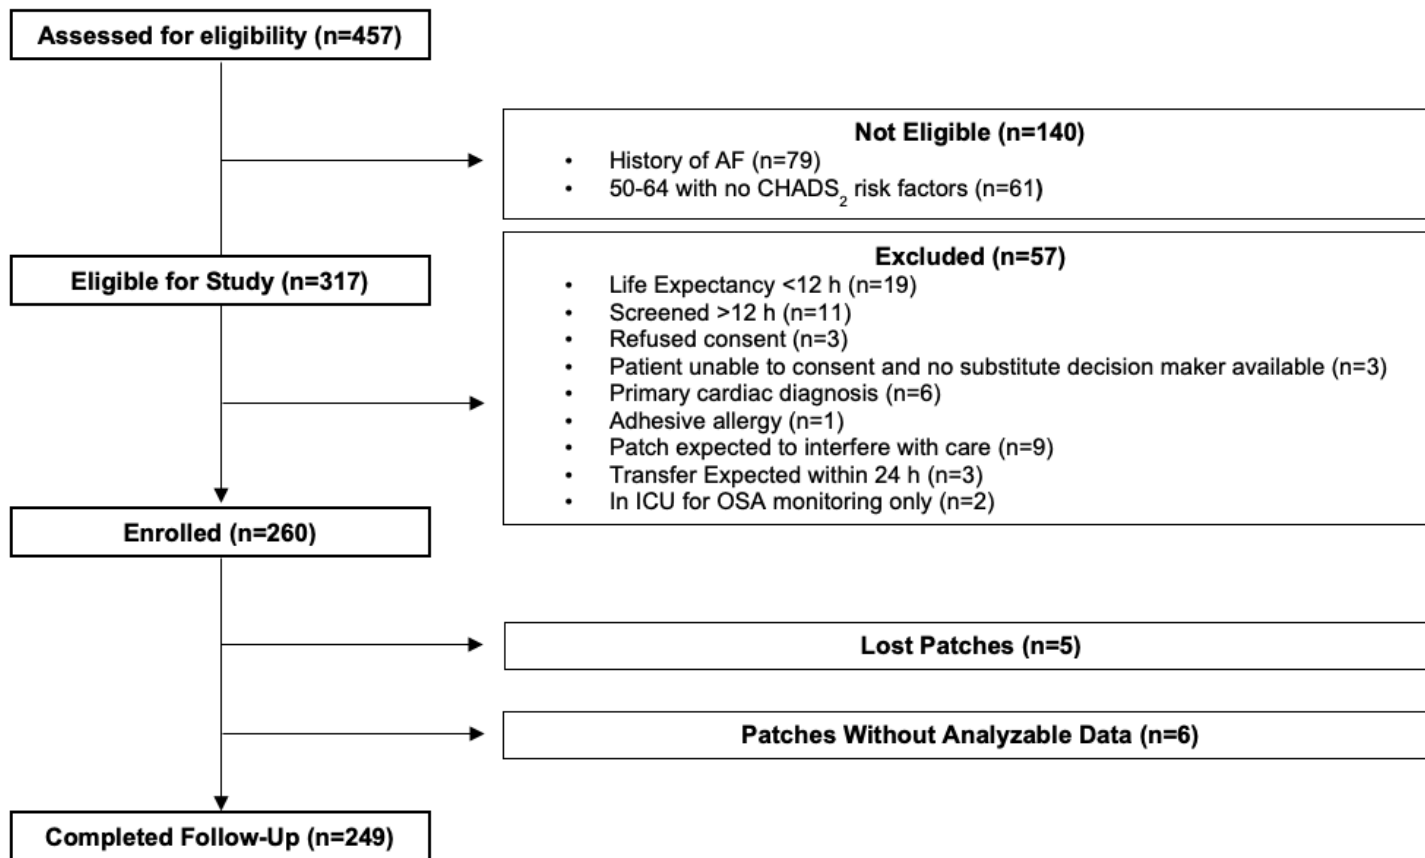 Assessed for eligibility (n=457)
Not Eligible (n=140)
• History of AF (n=79)
• 50-64 with no CHADS2 risk factors (n=61)
Eligible for Study (n=317)
Excluded (n=57)
• Life Expectancy <12 h (n=19)
• Screened >12 h (n=11)
• Refused consent (n=3)
• Patient unable to consent and no substitute decision maker available (n=3)
• Primary cardiac diagnosis (n=6)
• Adhesive allergy (n=1)
• Patch expected to interfere with care (n=9)
• Transfer Expected within 24 h (n=3)
• In ICU for OSA monitoring only (n=2)
Enrolled (n=260)
Lost Patches (n=5)
Patches Without Analyzable Data (n=6)
Completed Follow-Up (n=249)